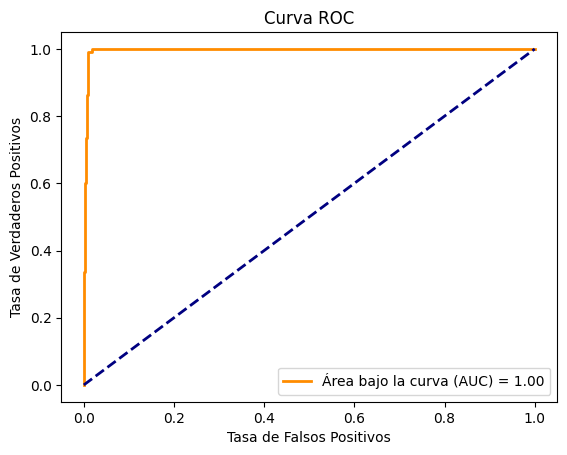 Curva ROC
1.0
0.8
0.6
0.4
0.2
0.0
Tasa de Verdaderos Positivos
Área bajo la curva (AUC) = 1.00
0.0 0.2 0.4 0.6 0.8 1.0
Tasa de Falsos Positivos